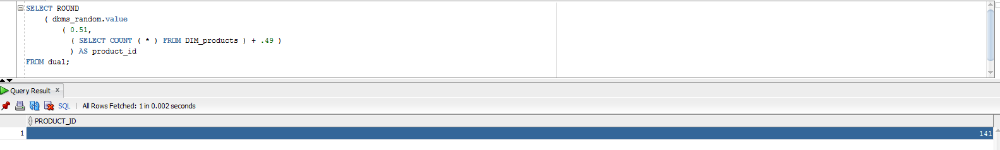 SELECT ROUND
( dbms_random.value
( 0.51,
( SELECT COUNT ( * ) FROM DIM_products ) + .49 )
) AS product_id
FROM dual;
Query Result x
SQL | All Rows Fetched: 1 in 0.002 seconds
PRODUCT_ID
1 141